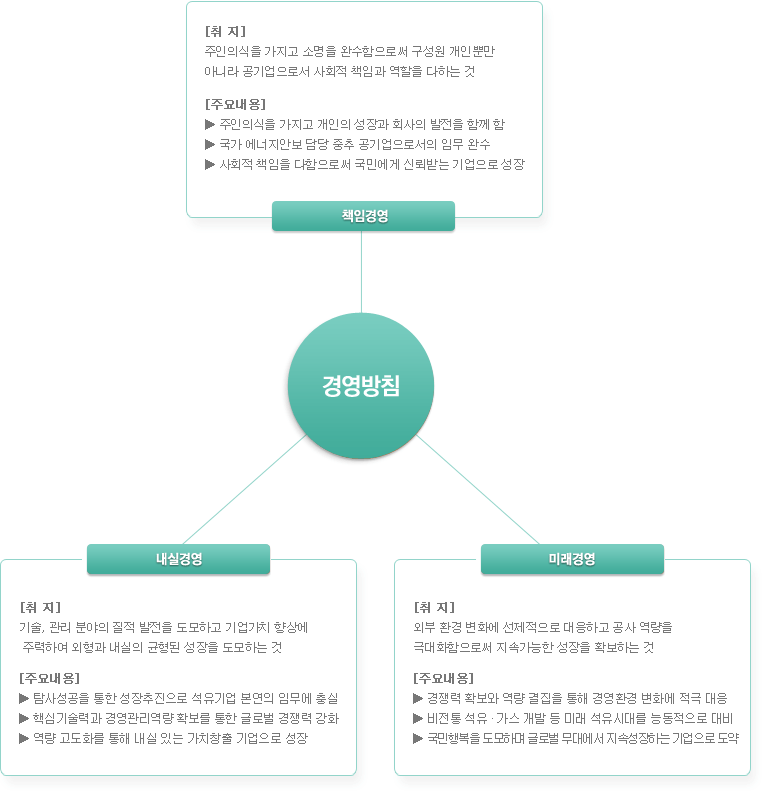 [취 지]
주인의식을 가지고 소명을 완수함으로써 구성원 개인뿐만
아니라 공기업으로서 사회적 책임과 역할을 다하는 것
[주요내용]
▶ 주인의식을 가지고 개인의 성장과 회사의 발전을 함께 함
▶ 국가 에너지안보 담당 중추 공기업으로서의 임무 완수
▶ 사회적 책임을 다함으로써 국민에게 신뢰받는 기업으로 성장
책임경영
경영방침
내실경영
[취 지]
기술, 관리 분야의 질적 발전을 도모하고 기업가치 향상에
주력하여 외형과 내실의 균형된 성장을 도모하는 것
[주요내용]
▶ 탐사성공을 통한 성장추진으로 석유기업 본연의 임무에 충실
▶ 핵심기술력과 경영관리역량 확보를 통한 글로벌 경쟁력 강화
▶ 역량 고도화를 통해 내실 있는 가치창출 기업으로 성장
미래경영
[취 지]
외부 환경 변화에 선제적으로 대응하고 공사 역량을
극대화함으로써 지속가능한 성장을 확보하는 것
[주요내용]
▶ 경쟁력 확보와 역량 결집을 통해 경영환경 변화에 적극 대응
▶ 비전통 석유 · 가스 개발 등 미래 석유시대를 능동적으로 대비
▶ 국민행복을 도모하며 글로벌 무대에서 지속성장하는 기업으로 도약